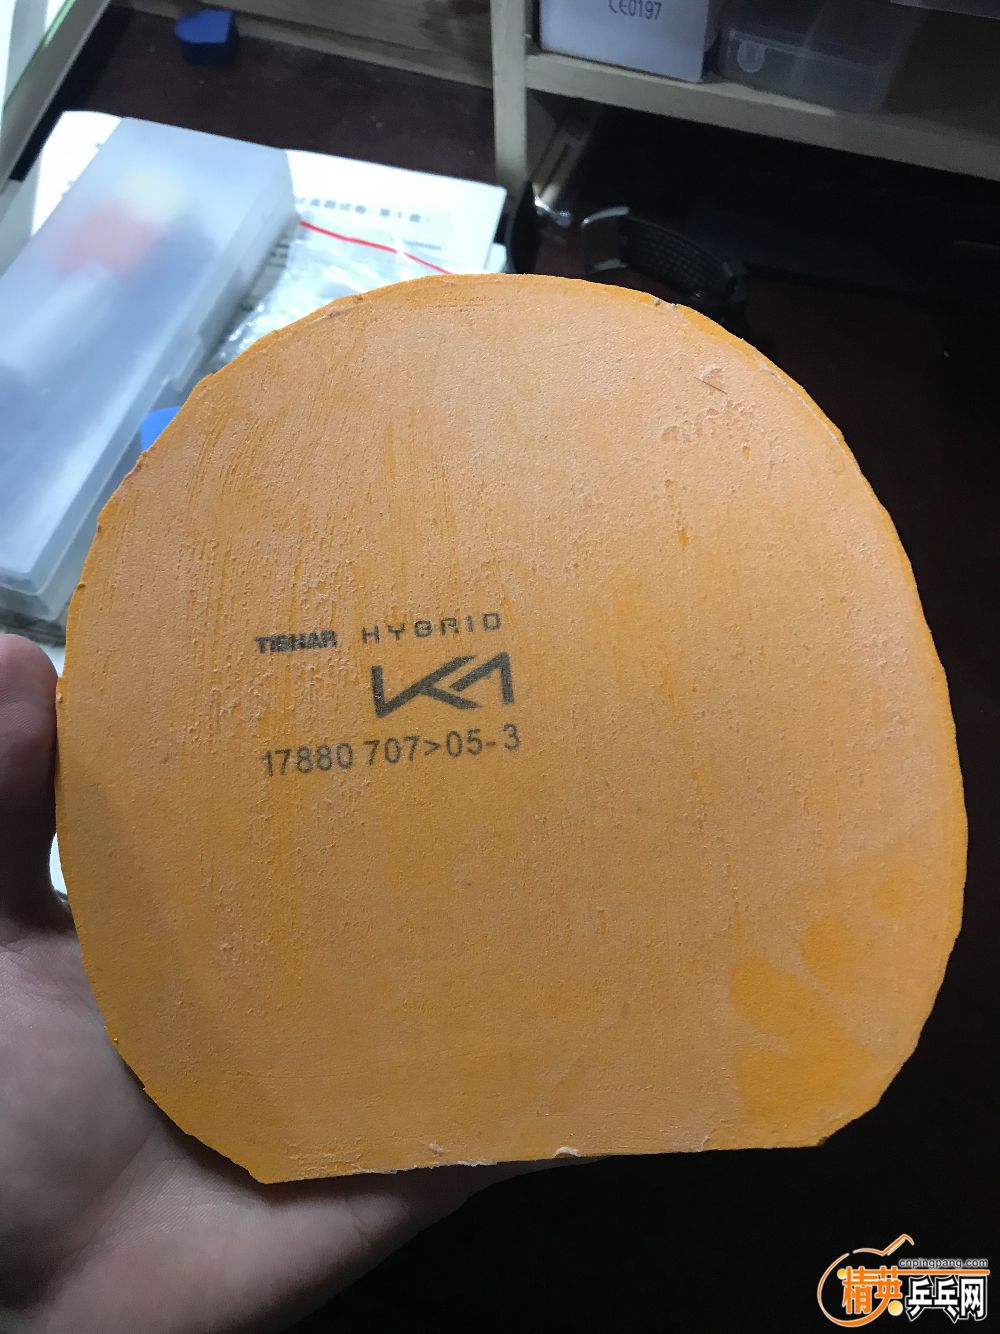 CE0197
TIBHAR HYBRID
K1
17880 707>05-3
cnpingpang.com
精英乒乓网